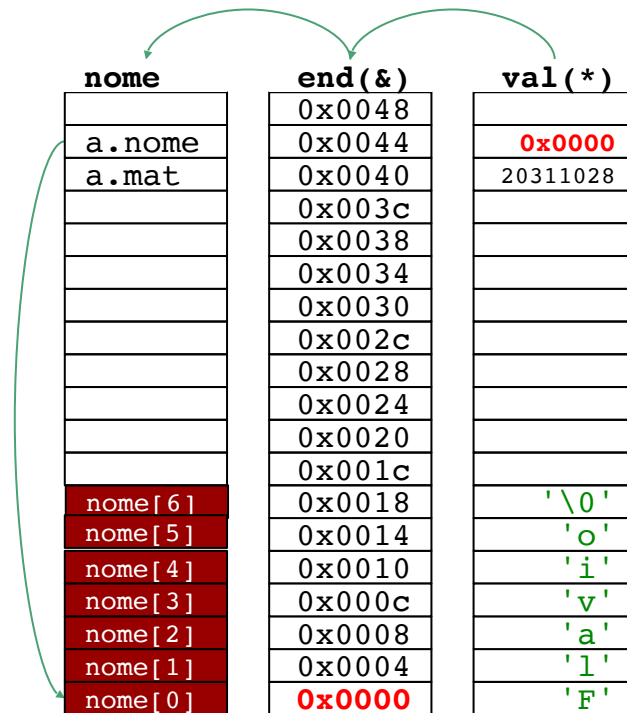 nome end(&) val(*)
0x0048
a.nome 0x0044 0x0000
a.mat 0x0040 20311028
0x003c
0x0038
0x0034
0x0030
0x002c
0x0028
0x0024
0x0020
0x001c
nome[6] 0x0018 '\0'
nome[5] 0x0014 'o'
nome[4] 0x0010 'i'
nome[3] 0x000c 'v'
nome[2] 0x0008 'a'
nome[1] 0x0004 'l'
nome[0] 0x0000 'F'